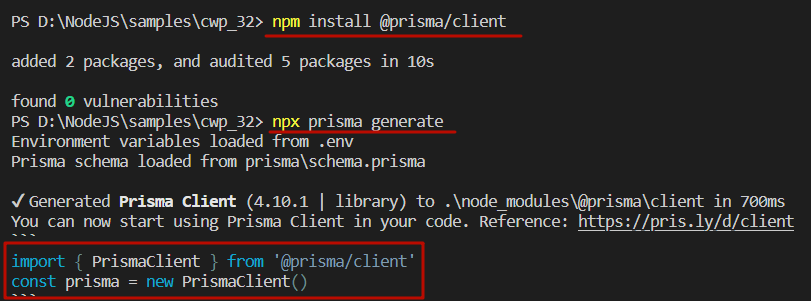 PS D:\NodeJS\samples\cwp_32> npm install @prisma/client
added 2 packages, and audited 5 packages in 10s
found 0 vulnerabilities
PS D:\NodeJS\samples\cwp_32> npx prisma generate
Environment variables loaded from .env
Prisma schema loaded from prisma\schema.prisma
✓Generated Prisma Client (4.10.1 | library) to .\node_modules\@prisma\client in 700ms
You can now start using Prisma Client in your code. Reference: https://pris.ly/d/client
```
import { PrismaClient } from '@prisma/client'
const prisma = new PrismaClient()
```